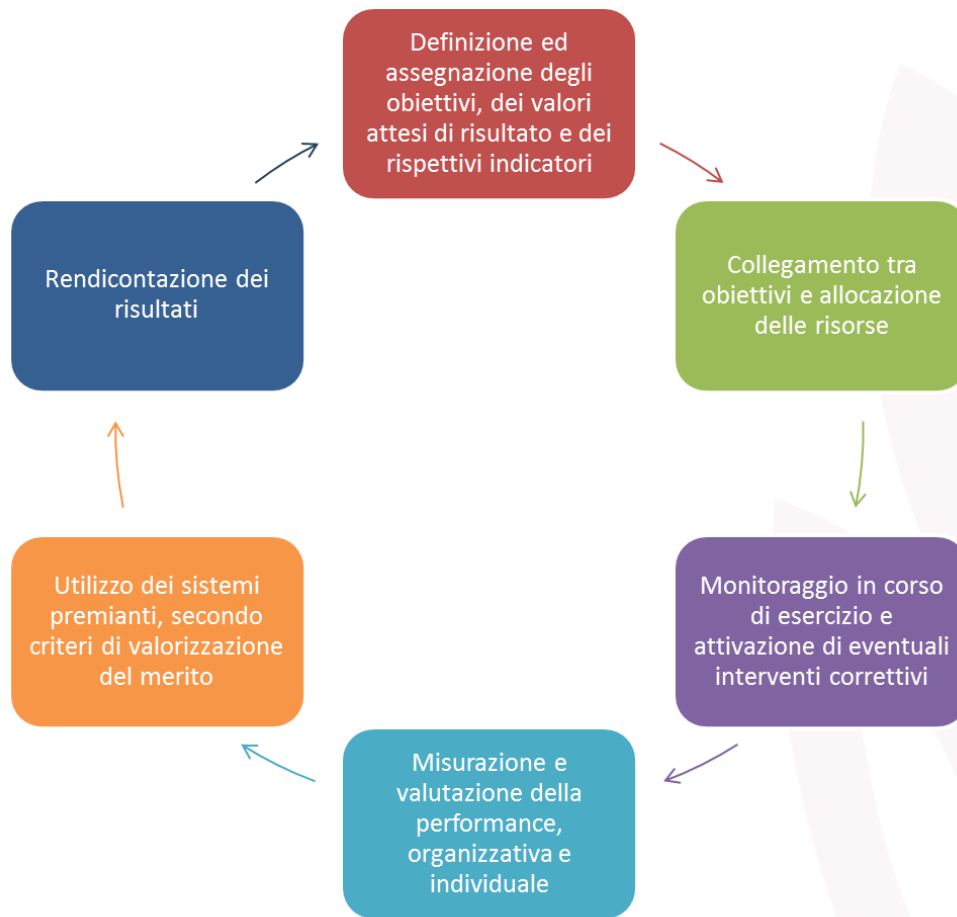 Definizione ed
assegnazione degli
obiettivi, dei valori
attesi di risultato e dei
rispettivi indicatori
Collegamento tra
obiettivi e allocazione
delle risorse
Monitoraggio in corso
di esercizio e
attivazione di eventuali
interventi correttivi
Misurazione e
valutazione della
performance,
organizzativa e
individuale
Utilizzo dei sistemi
premianti, secondo
criteri di valorizzazione
del merito
Rendicontazione dei
risultati